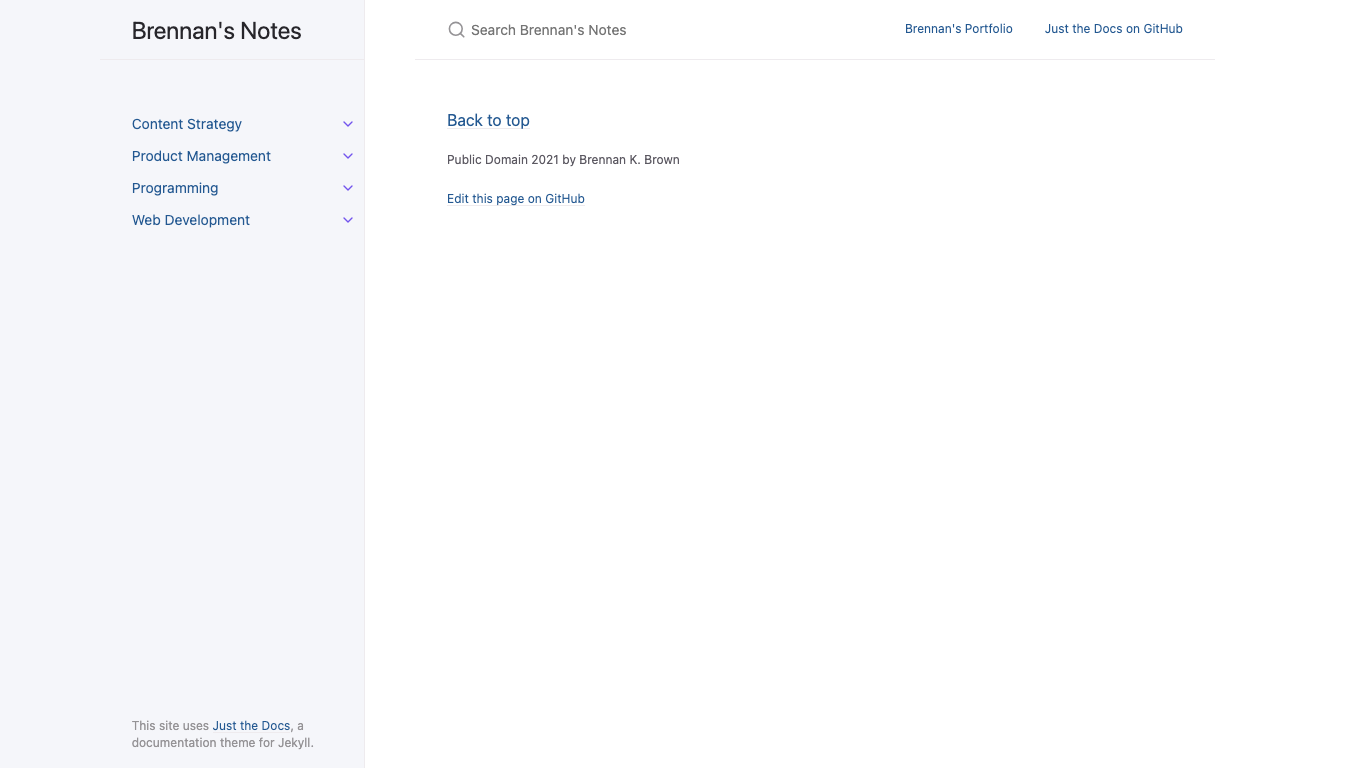 Brennan's Notes
Search Brennan's Notes
Brennan's Portfolio
Just the Docs on GitHub
Content Strategy
Product Management
Programming
Web Development
Back to top
Public Domain 2021 by Brennan K. Brown
Edit this page on GitHub
This site uses Just the Docs, a
documentation theme for Jekyll.